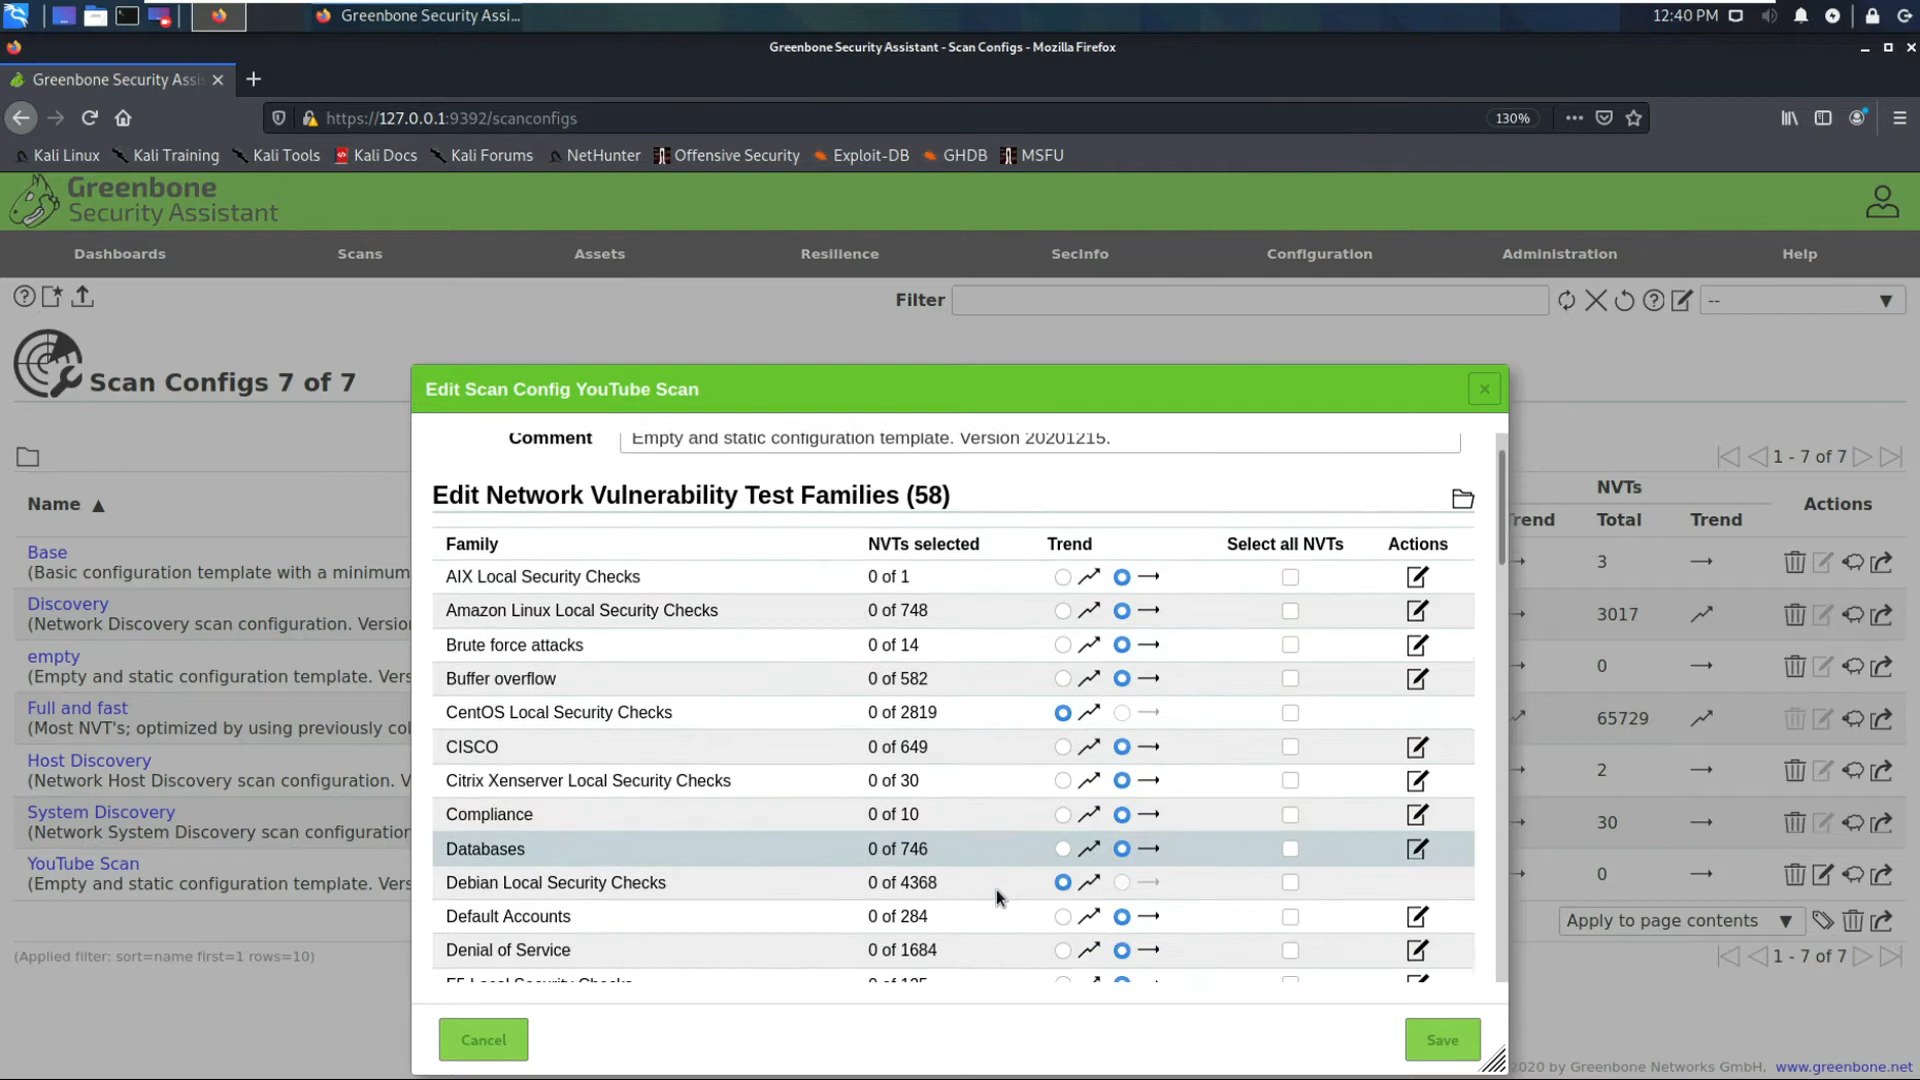 Greenbone Security Assi...
12:40 PM
Greenbone Security Assistant - Scan Configs - Mozilla Firefox
Greenbone Security Assis
https://127.0.0.1:9392/scanconfigs
130%
Kali Linux
Kali Training
Kali Tools
Kali Docs
Kali Forums
NetHunter
Offensive Security
Exploit-DB
GHDB
MSFU
Greenbone
Security Assistant
Dashboards
Scans
Assets
Resilience
SecInfo
Configuration
Administration
Help
Filter
--
Scan Configs 7 of 7
1 - 7 of 7
Name ▲
Trend
NVTs
Total
Trend
Actions
Base
(Basic configuration template with a minimum
3
Discovery
(Network Discovery scan configuration. Versio
3017
empty
(Empty and static configuration template. Vers
0
Full and fast
(Most NVT's; optimized by using previously col
65729
Host Discovery
(Network Host Discovery scan configuration. V
2
System Discovery
(Network System Discovery scan configuratior
30
YouTube Scan
(Empty and static configuration template. Vers
0
Apply to page contents ▼
(Applied filter: sort=name first=1 rows=10)
1 - 7 of 7
Edit Scan Config YouTube Scan
×
Comment
Empty and static configuration template. Version 20201215.
Edit Network Vulnerability Test Families (58)
Family NVTs selected Trend Select all NVTs Actions
AIX Local Security Checks 0 of 1
Amazon Linux Local Security Checks 0 of 748
Brute force attacks 0 of 14
Buffer overflow 0 of 582
CentOS Local Security Checks 0 of 2819
CISCO 0 of 649
Citrix Xenserver Local Security Checks 0 of 30
Compliance 0 of 10
Databases 0 of 746
Debian Local Security Checks 0 of 4368
Default Accounts 0 of 284
Denial of Service 0 of 1684
F5 Local Security Checks
Cancel
Save
2020 by Greenbone Networks GmbH, www.greenbone.net